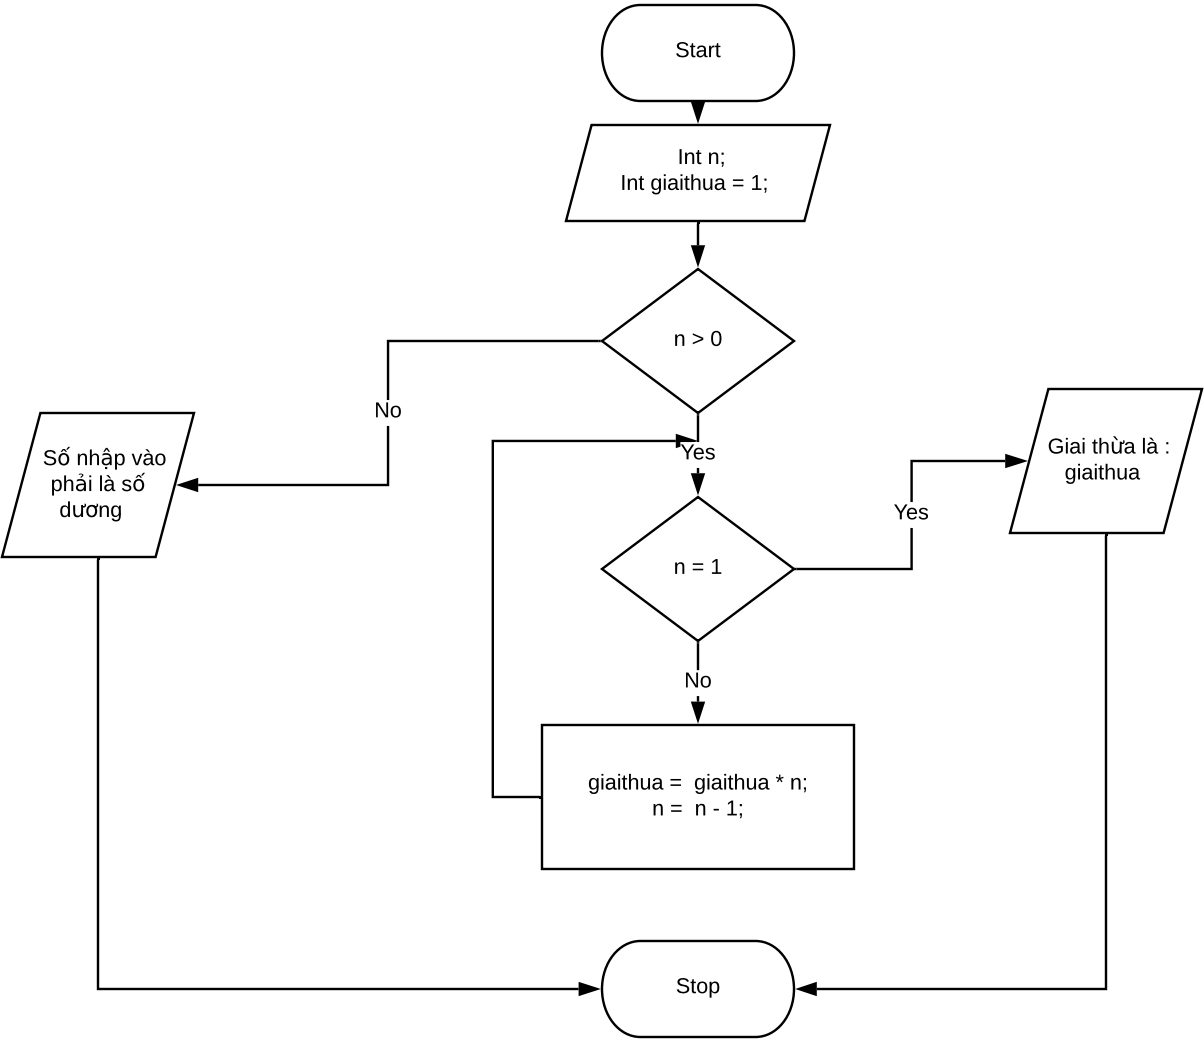 Start
Int n;
Int giaithua = 1;
n > 0
No
Số nhập vào
phải là số
dương
Yes
Giai thừa là :
giaithua
Yes
n = 1
No
giaithua =  giaithua * n;
n =  n - 1;
Stop